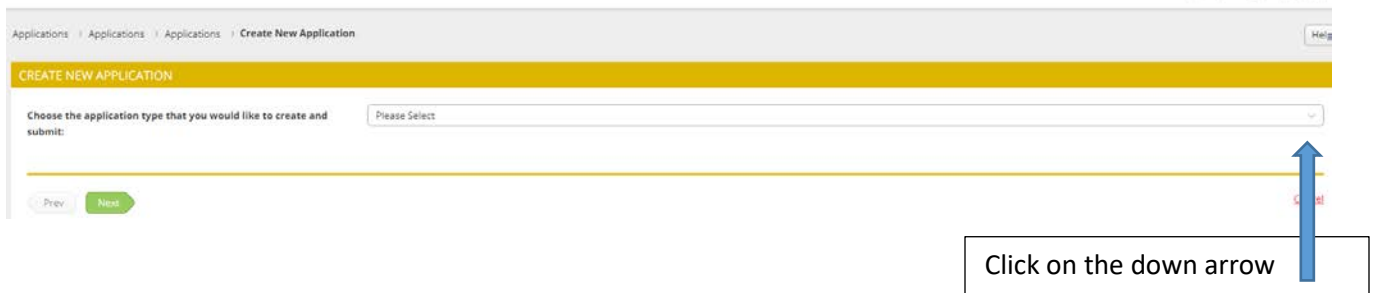 Applications › Applications › Applications › Create New Application
Help
CREATE NEW APPLICATION
Choose the application type that you would like to create and
submit:
Please Select
Prev
Next
Click on the down arrow